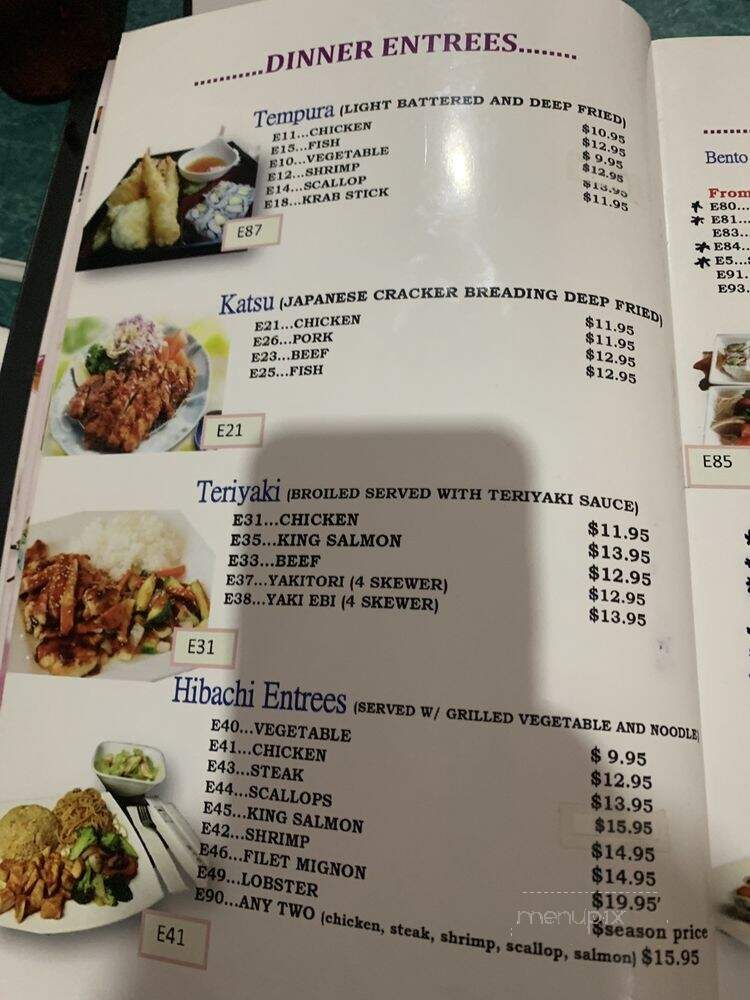 ...........DINNER ENTREES........
Tempura (LIGHT BATTERED AND DEEP FRIED)
E11...CHICKEN $10.95
E15...FISH $12.95
E10...VEGETABLE $ 9.95
E12...SHRIMP $12.95
E14...SCALLOP $13.95
E18...KRAB STICK $11.95
E87
Katsu (JAPANESE CRACKER BREADING DEEP FRIED)
E21...CHICKEN $11.95
E26...PORK $11.95
E23...BEEF $12.95
E25...FISH $12.95
E21
Teriyaki (BROILED SERVED WITH TERIYAKI SAUCE)
E31...CHICKEN $11.95
E35...KING SALMON $13.95
E33...BEEF $12.95
E37...YAKITORI (4 SKEWER) $12.95
E38...YAKI EBI (4 SKEWER) $13.95
E31
Hibachi Entrees (SERVED W/ GRILLED VEGETABLE AND NOODLE)
E40...VEGETABLE $ 9.95
E41...CHICKEN $12.95
E43...STEAK $13.95
E44...SCALLOPS $15.95
E45...KING SALMON $14.95
E42...SHRIMP $14.95
E46...FILET MIGNON $19.95
E49...LOBSTER $season price
E90...ANY TWO (chicken, steak, shrimp, scallop, salmon) $15.95
E41
menupix
Bento
From
* E80...
* E81...
E83...
* E84...
* E5...
E91.
E93.
E85